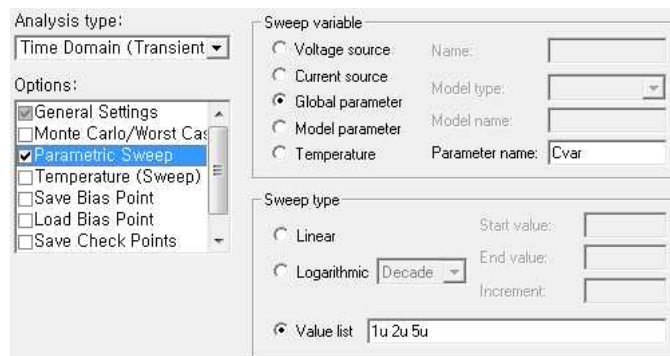 Analysis type:
Time Domain (Transient
Options:
General Settings
Monte Carlo/Worst Cas
Parametric Sweep
Temperature (Sweep)
Save Bias Point
Load Bias Point
Save Check Points
Sweep variable
Voltage source
Name:
Current source
Model type:
Global parameter
Model parameter
Model name:
Temperature
Parameter name: Cvar
Sweep type
Linear
Start value:
End value:
Logarithmic Decade
Increment:
Value list 1u 2u 5u